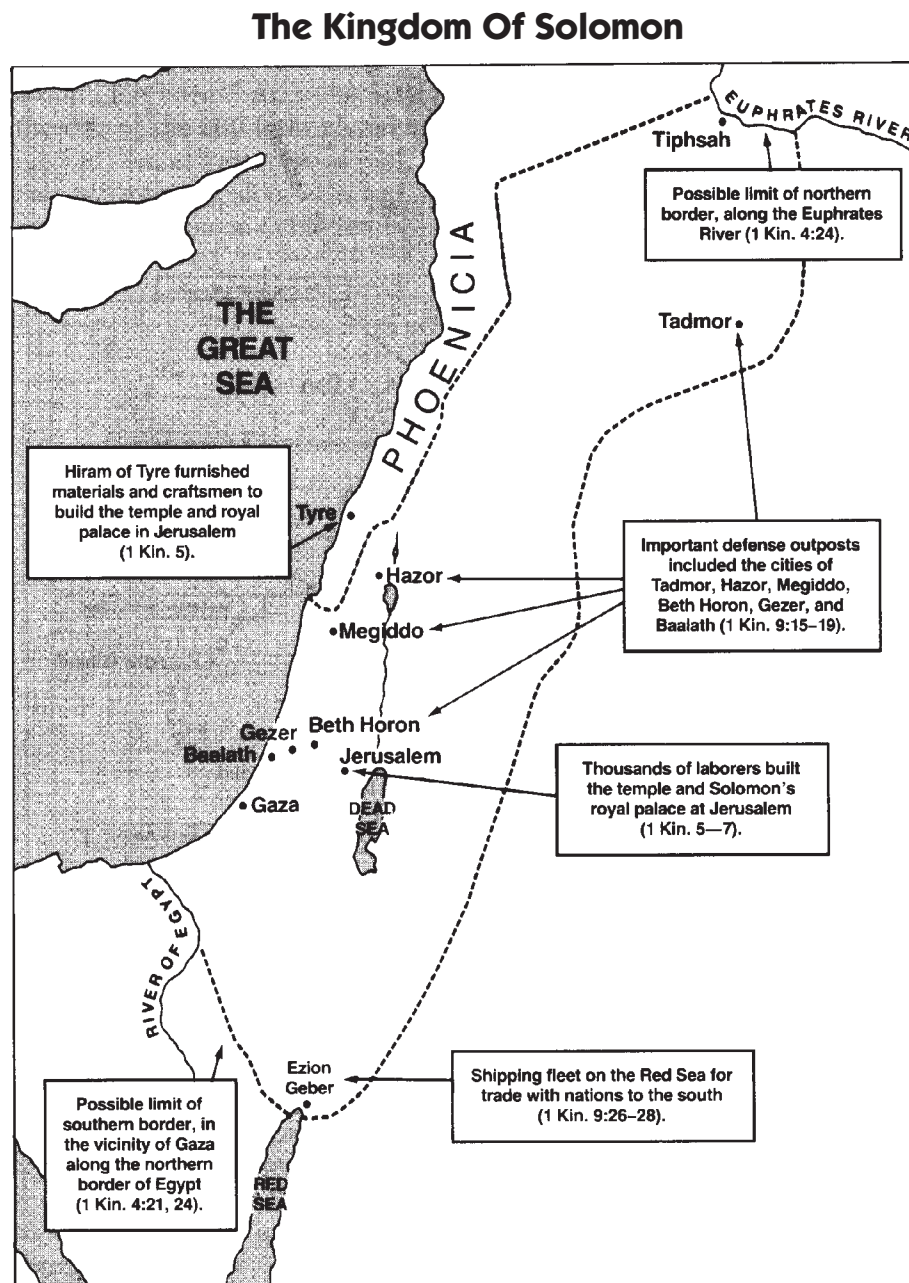 The Kingdom Of Solomon
EUPHRATES RIVER
Tiphsah
Possible limit of northern
border, along the Euphrates
River (1 Kin. 4:24).
PHOENICIA
THE
GREAT
SEA
Tadmor
Hiram of Tyre furnished
materials and craftsmen to
build the temple and royal
palace in Jerusalem
(1 Kin. 5).
Tyre
Important defense outposts
included the cities of
Tadmor, Hazor, Megiddo,
Beth Horon, Gezer, and
Baalath (1 Kin. 9:15–19).
Hazor
Megiddo
Beth Horon
Gezer
Baalath
Jerusalem
Gaza
DEAD
SEA
Thousands of laborers built
the temple and Solomon's
royal palace at Jerusalem
(1 Kin. 5—7).
RIVER OF EGYPT
Ezion
Geber
Shipping fleet on the Red Sea for
trade with nations to the south
(1 Kin. 9:26–28).
Possible limit of
southern border, in
the vicinity of Gaza
along the northern
border of Egypt
(1 Kin. 4:21, 24).
RED
SEA